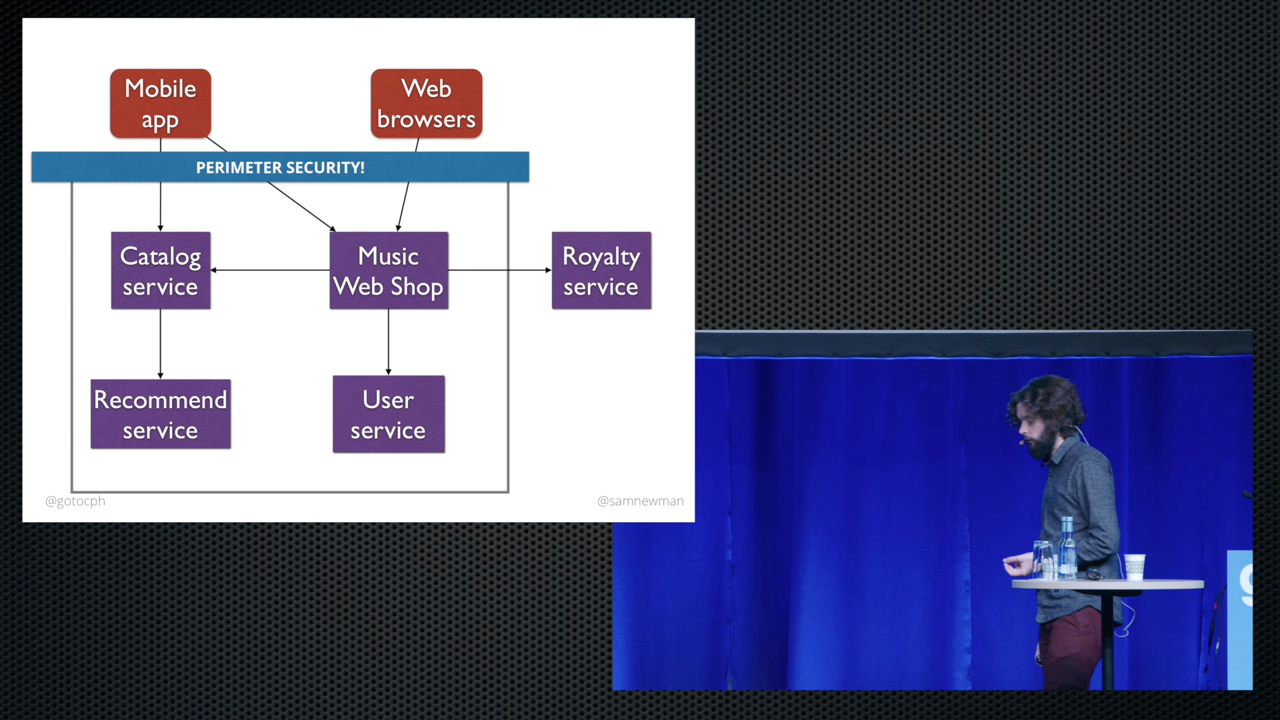 Mobile
app
Web
browsers
PERIMETER SECURITY!
Catalog
service
Music
Web Shop
Royalty
service
Recommend
service
User
service
@gotocph
@samnewman